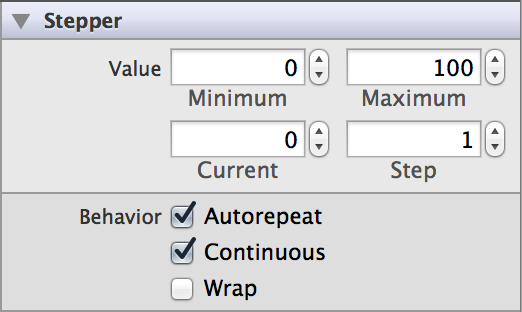 Stepper
Value 0 100
Minimum Maximum
0 1
Current Step
Behavior Autorepeat
Continuous
Wrap